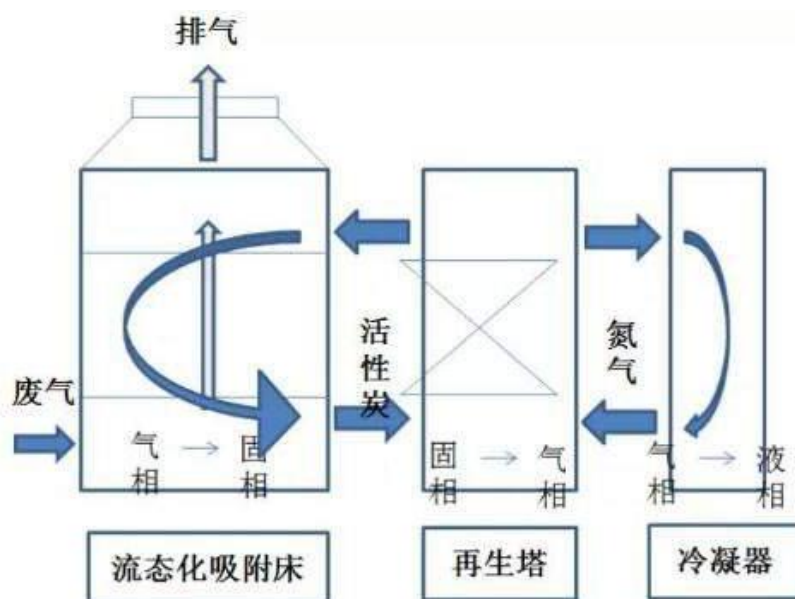 排气
活性炭
氮气
废气
气相 → 固相
固相 → 气相
气相 → 液相
流态化吸附床
再生塔
冷凝器